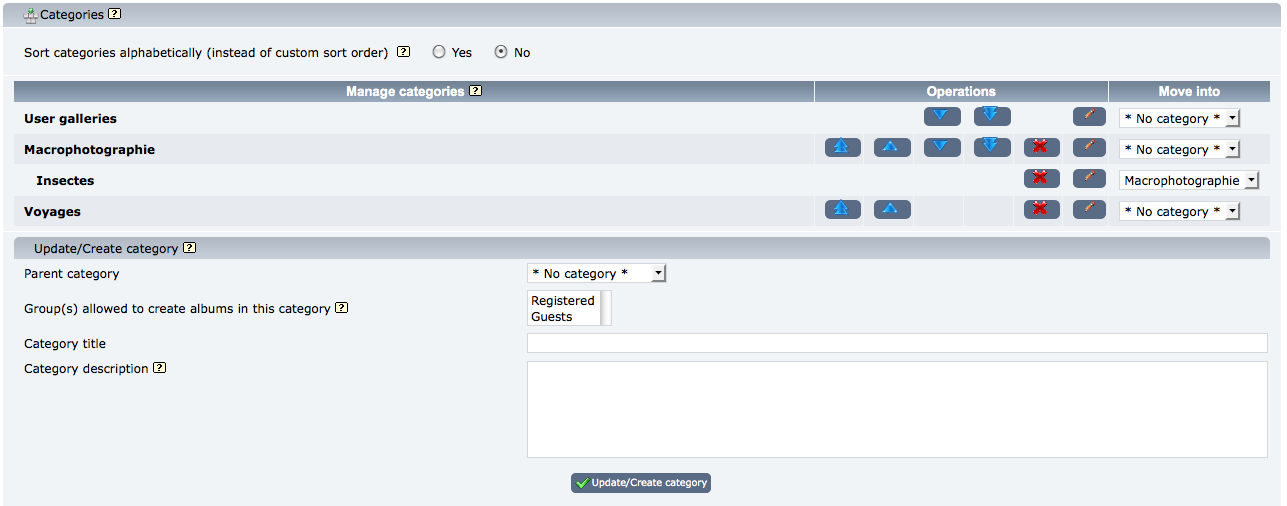 Categories ?
Sort categories alphabetically (instead of custom sort order) ? Yes No
Manage categories ? Operations Move into
User galleries * No category *
Macrophotographie * No category *
Insectes Macrophotographie
Voyages * No category *
Update/Create category ?
Parent category * No category *
Group(s) allowed to create albums in this category ? Registered
Guests
Category title
Category description ?
Update/Create category